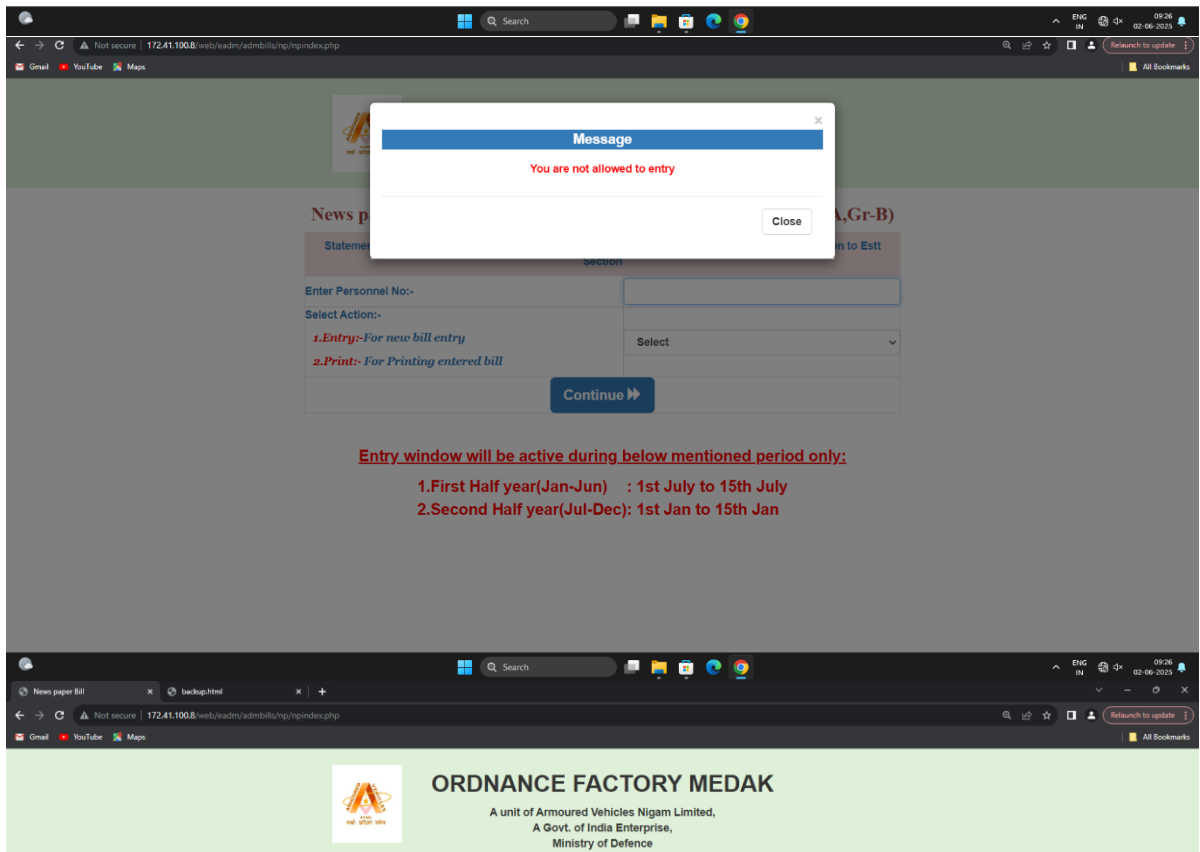 Search
ENG
IN
09:26
02-06-2025
Not secure | 172.41.100.8/web/eadm/admbills/np/npindex.php
Relaunch to update
Gmail YouTube Maps
All Bookmarks
×
Message
You are not allowed to entry
Close
News p
A,Gr-B)
Stateme
n to Estt
Section
Enter Personnel No:-
Select Action:-
1.Entry:-For new bill entry
2.Print:- For Printing entered bill
Select
Continue
Entry window will be active during below mentioned period only:
1.First Half year(Jan-Jun) : 1st July to 15th July
2.Second Half year(Jul-Dec): 1st Jan to 15th Jan
Search
ENG
IN
09:26
02-06-2025
News paper Bill
backup.html
Not secure | 172.41.100.8/web/eadm/admbills/np/npindex.php
Relaunch to update
Gmail YouTube Maps
All Bookmarks
ORDNANCE FACTORY MEDAK
A unit of Armoured Vehicles Nigam Limited,
A Govt. of India Enterprise,
Ministry of Defence